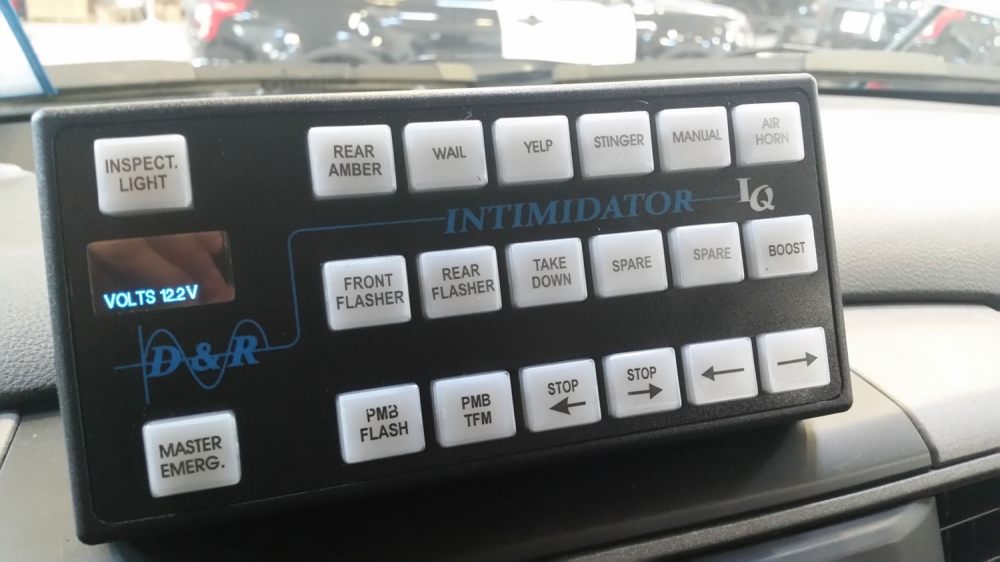 INSPECT.
LIGHT
REAR
AMBER
WAIL
YELP
STINGER
MANUAL
AIR
HORN
INTIMIDATOR IQ
VOLTS 12.2V
FRONT
FLASHER
REAR
FLASHER
TAKE
DOWN
SPARE
SPARE
BOOST
D&R
MASTER
EMERG.
PMB
FLASH
PMB
TFM
STOP
←
STOP
→
←
→